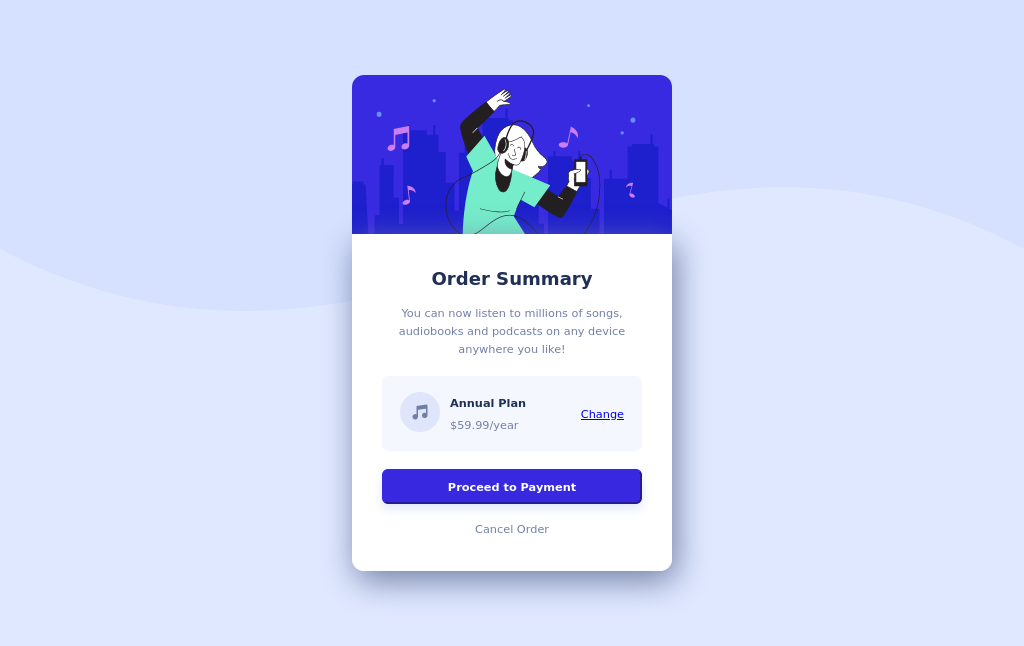 Order Summary
You can now listen to millions of songs,
audiobooks and podcasts on any device
anywhere you like!
Annual Plan
$59.99/year
Change
Proceed to Payment
Cancel Order